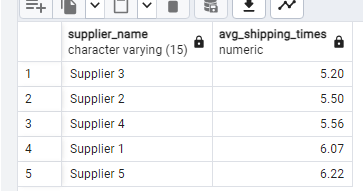 supplier_name avg_shipping_times
character varying (15) numeric
1 Supplier 3 5.20
2 Supplier 2 5.50
3 Supplier 4 5.56
4 Supplier 1 6.07
5 Supplier 5 6.22